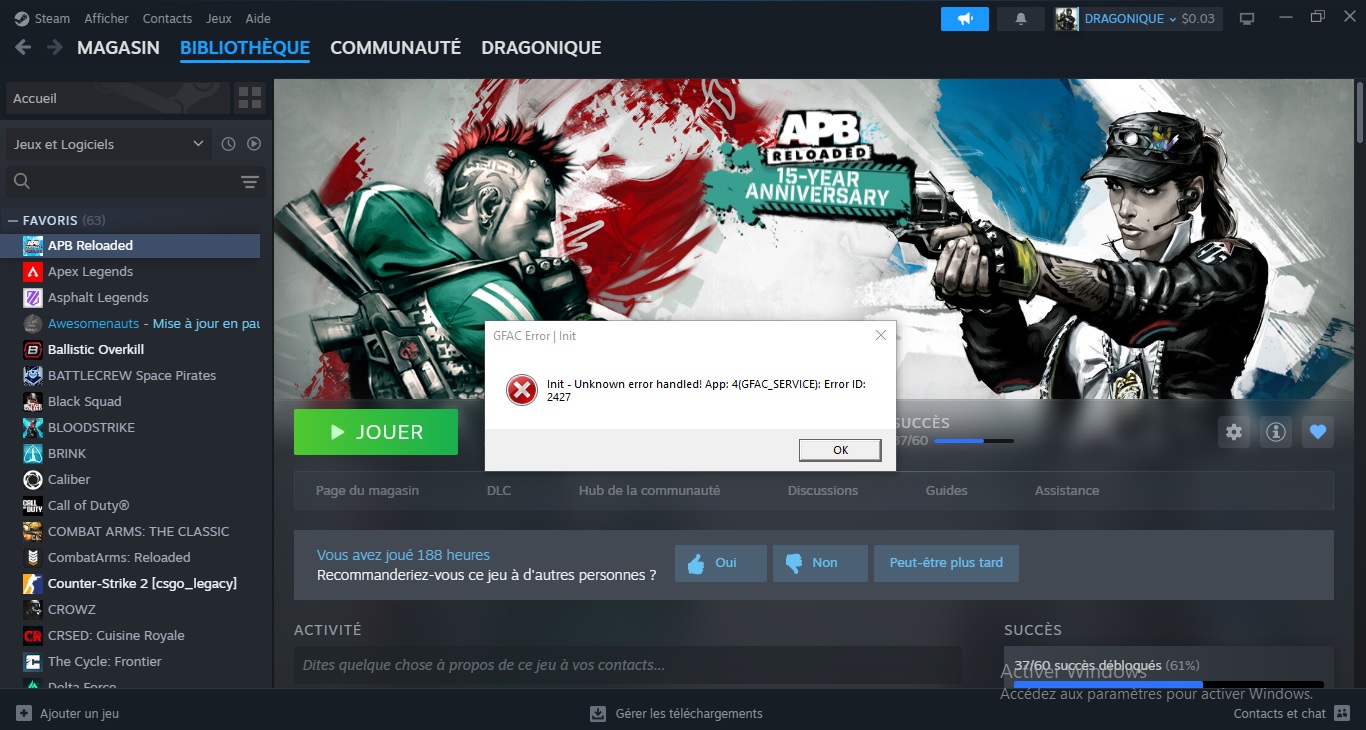 Steam Afficher Contacts Jeux Aide
DRAGONIQUE $0.03
MAGASIN BIBLIOTHÈQUE COMMUNAUTÉ DRAGONIQUE
Accueil
Jeux et Logiciels
— FAVORIS (63)
APB Reloaded
Apex Legends
Asphalt Legends
Awesomenauts - Mise à jour en pau
Ballistic Overkill
BATTLECREW Space Pirates
Black Squad
BLOODSTRIKE
BRINK
Caliber
Call of Duty®
COMBAT ARMS: THE CLASSIC
CombatArms: Reloaded
Counter-Strike 2 [csgo_legacy]
CROWZ
CRSED: Cuisine Royale
The Cycle: Frontier
Delta Force
APB
RELOADED
15-YEAR
ANNIVERSARY
GFAC Error | Init
Init - Unknown error handled! App: 4(GFAC_SERVICE): Error ID:
2427
OK
JOUER
SUCCÈS
37/60
Page du magasin DLC Hub de la communauté Discussions Guides Assistance
Vous avez joué 188 heures
Recommanderiez-vous ce jeu à d'autres personnes ?
Oui Non Peut-être plus tard
ACTIVITÉ
Dites quelque chose à propos de ce jeu à vos contacts...
SUCCÈS
37/60 succès débloqués (61%)
Activer Windows
Accédez aux paramètres pour activer Windows.
Ajouter un jeu
Gérer les téléchargements
Contacts et chat